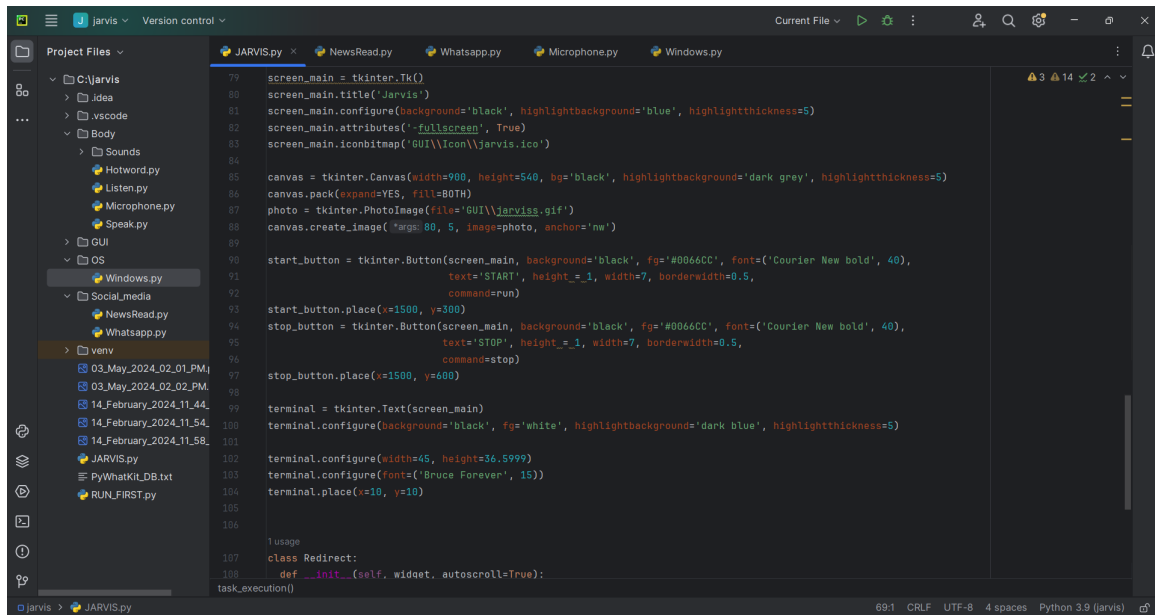 jarvis Version control Current File
Project Files
JARVIS.py NewsRead.py Whatsapp.py Microphone.py Windows.py
C:\jarvis
.idea
.vscode
Body
Sounds
Hotword.py
Listen.py
Microphone.py
Speak.py
GUI
OS
Windows.py
Social_media
NewsRead.py
Whatsapp.py
venv
03_May_2024_02_01_PM.p
03_May_2024_02_02_PM.
14_February_2024_11_44_
14_February_2024_11_54_
14_February_2024_11_58_
JARVIS.py
PyWhatKit_DB.txt
RUN_FIRST.py
3 14 2
79 screen_main = tkinter.Tk()
80 screen_main.title('Jarvis')
81 screen_main.configure(background='black', highlightbackground='blue', highlightthickness=5)
82 screen_main.attributes('-fullscreen', True)
83 screen_main.iconbitmap('GUI\\Icon\\jarvis.ico')
84
85 canvas = tkinter.Canvas(width=900, height=540, bg='black', highlightbackground='dark grey', highlightthickness=5)
86 canvas.pack(expand=YES, fill=BOTH)
87 photo = tkinter.PhotoImage(file='GUI\\jarviss.gif')
88 canvas.create_image( *args: 80, 5, image=photo, anchor='nw')
89
90 start_button = tkinter.Button(screen_main, background='black', fg='#0066CC', font=('Courier New bold', 40),
91 text='START', height = 1, width=7, borderwidth=0.5,
92 command=run)
93 start_button.place(x=1500, y=300)
94 stop_button = tkinter.Button(screen_main, background='black', fg='#0066CC', font=('Courier New bold', 40),
95 text='STOP', height = 1, width=7, borderwidth=0.5,
96 command=stop)
97 stop_button.place(x=1500, y=600)
98
99 terminal = tkinter.Text(screen_main)
100 terminal.configure(background='black', fg='white', highlightbackground='dark blue', highlightthickness=5)
101
102 terminal.configure(width=45, height=36.5999)
103 terminal.configure(font=('Bruce Forever', 15))
104 terminal.place(x=10, y=10)
105
106
1 usage
107 class Redirect:
108 def __init__(self, widget, autoscroll=True):
task_execution()
jarvis > JARVIS.py 69:1 CRLF UTF-8 4 spaces Python 3.9 (jarvis)